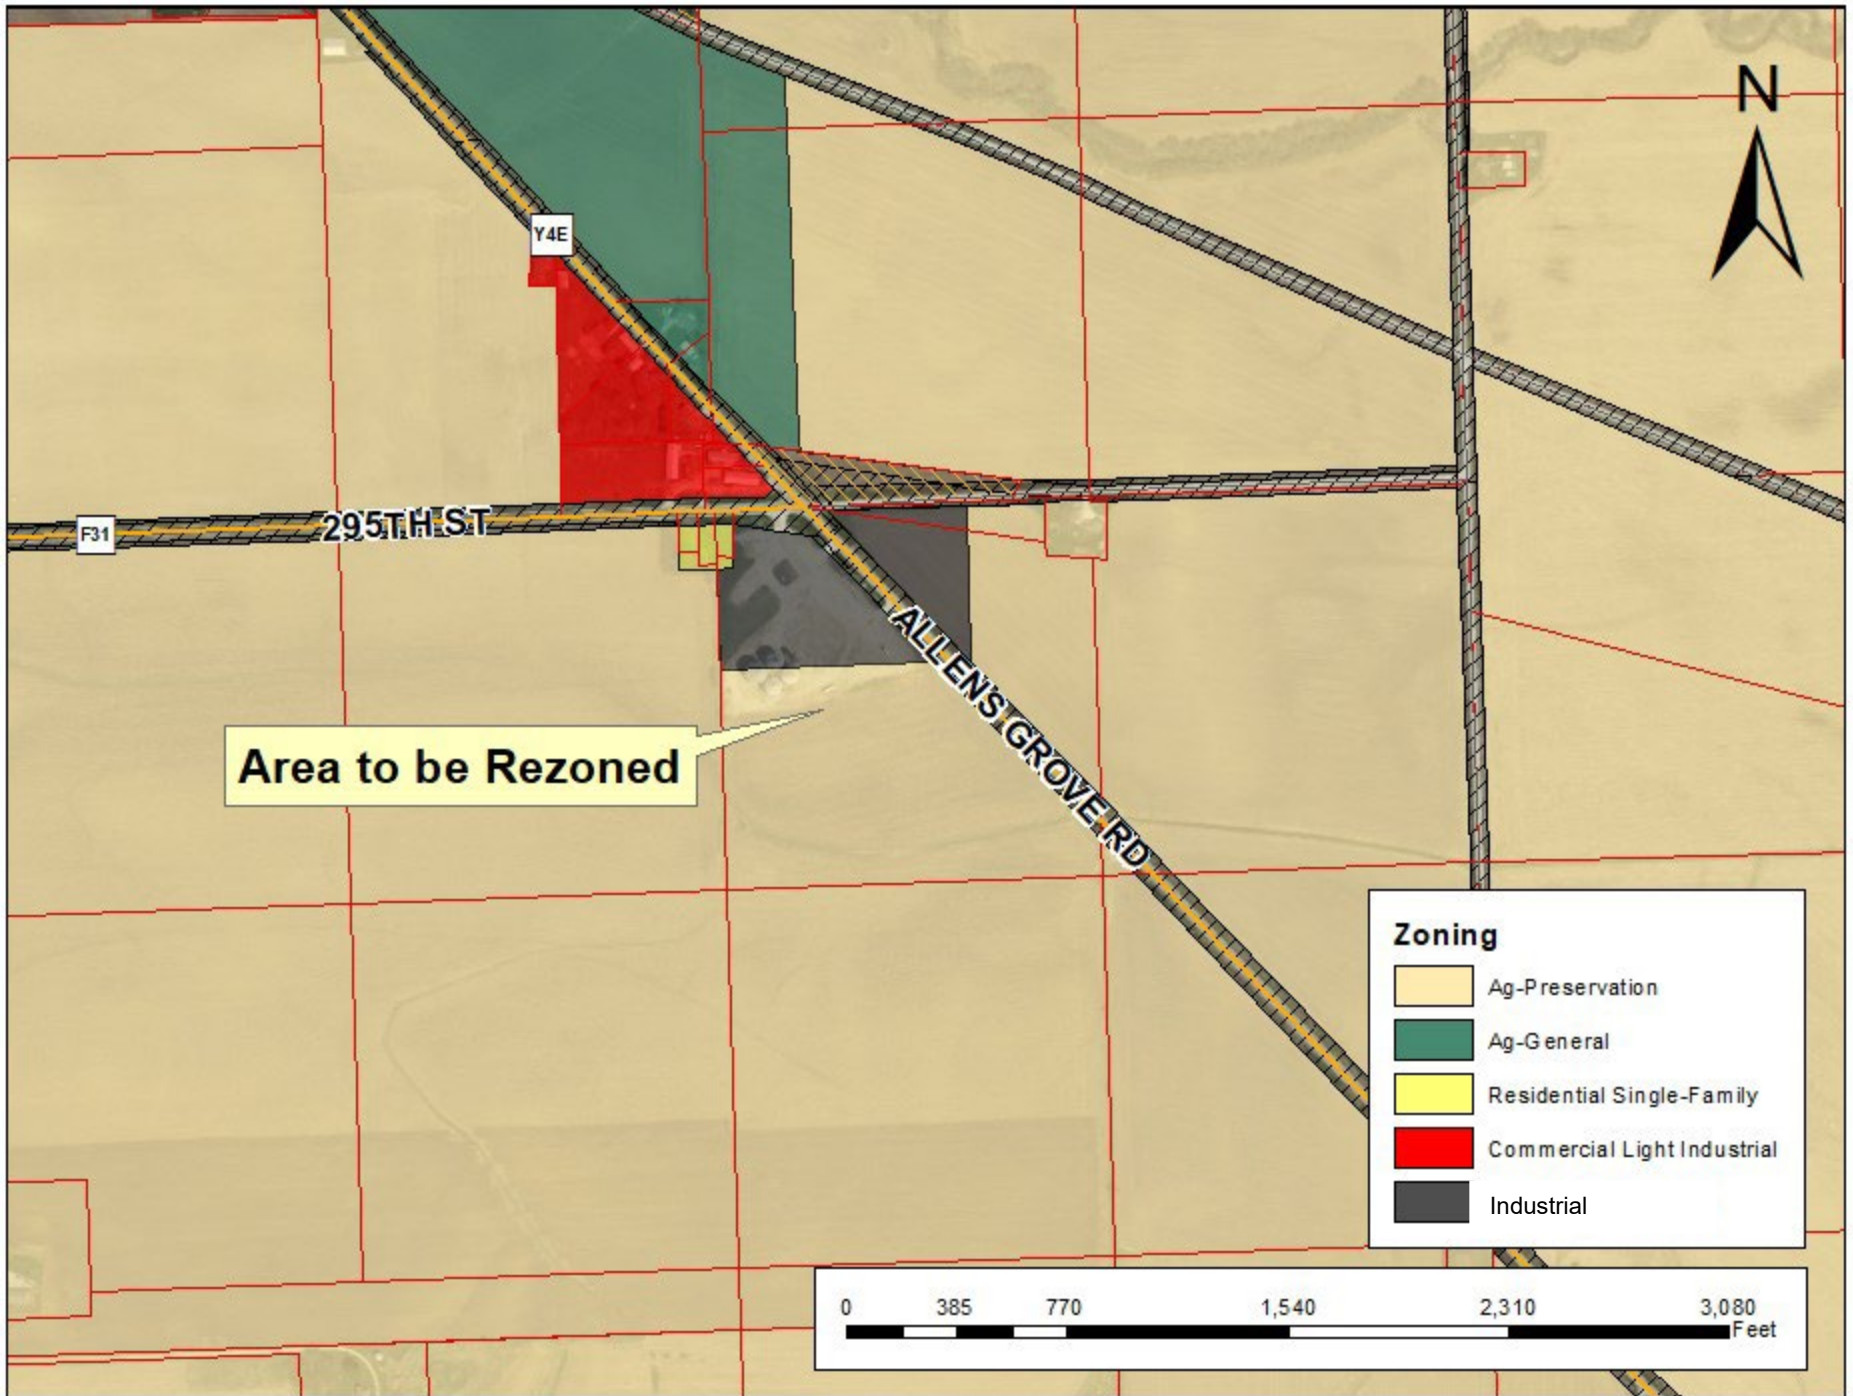 N
Y4E
F31
295TH ST
ALLENS GROVE RD
Area to be Rezoned
Zoning
Ag-Preservation
Ag-General
Residential Single-Family
Commercial Light Industrial
Industrial
0 385 770 1,540 2,310 3,080
Feet